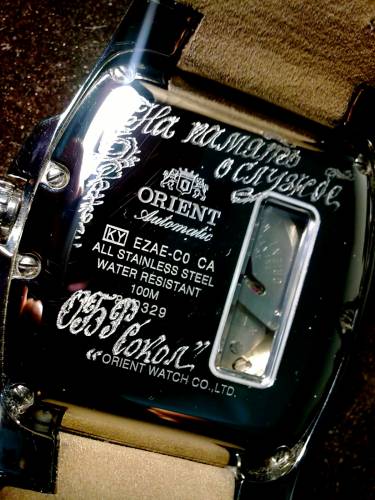 На память
о службе
ORIENT
Automatic
KY EZAE-C0 CA
ALL STAINLESS STEEL
WATER RESISTANT
100M
329
ОБФ
"Сокол"
ORIENT WATCH CO.,LTD.